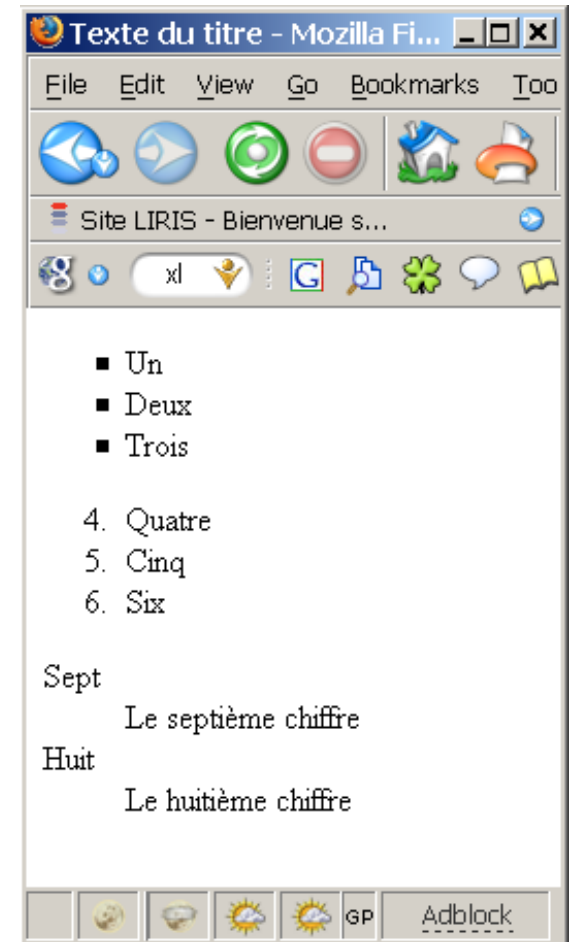 Texte du titre - Mozilla Fi...
File Edit View Go Bookmarks Too
Site LIRIS - Bienvenue s...
xl G
■ Un
■ Deux
■ Trois
4. Quatre
5. Cinq
6. Six
Sept
Le septième chiffre
Huit
Le huitième chiffre
GP Adblock